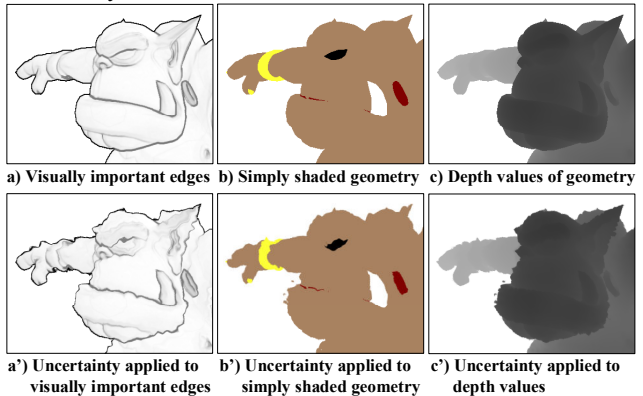 a) Visually important edges
b) Simply shaded geometry
c) Depth values of geometry
a’) Uncertainty applied to
visually important edges
b’) Uncertainty applied to
simply shaded geometry
c’) Uncertainty applied to
depth values